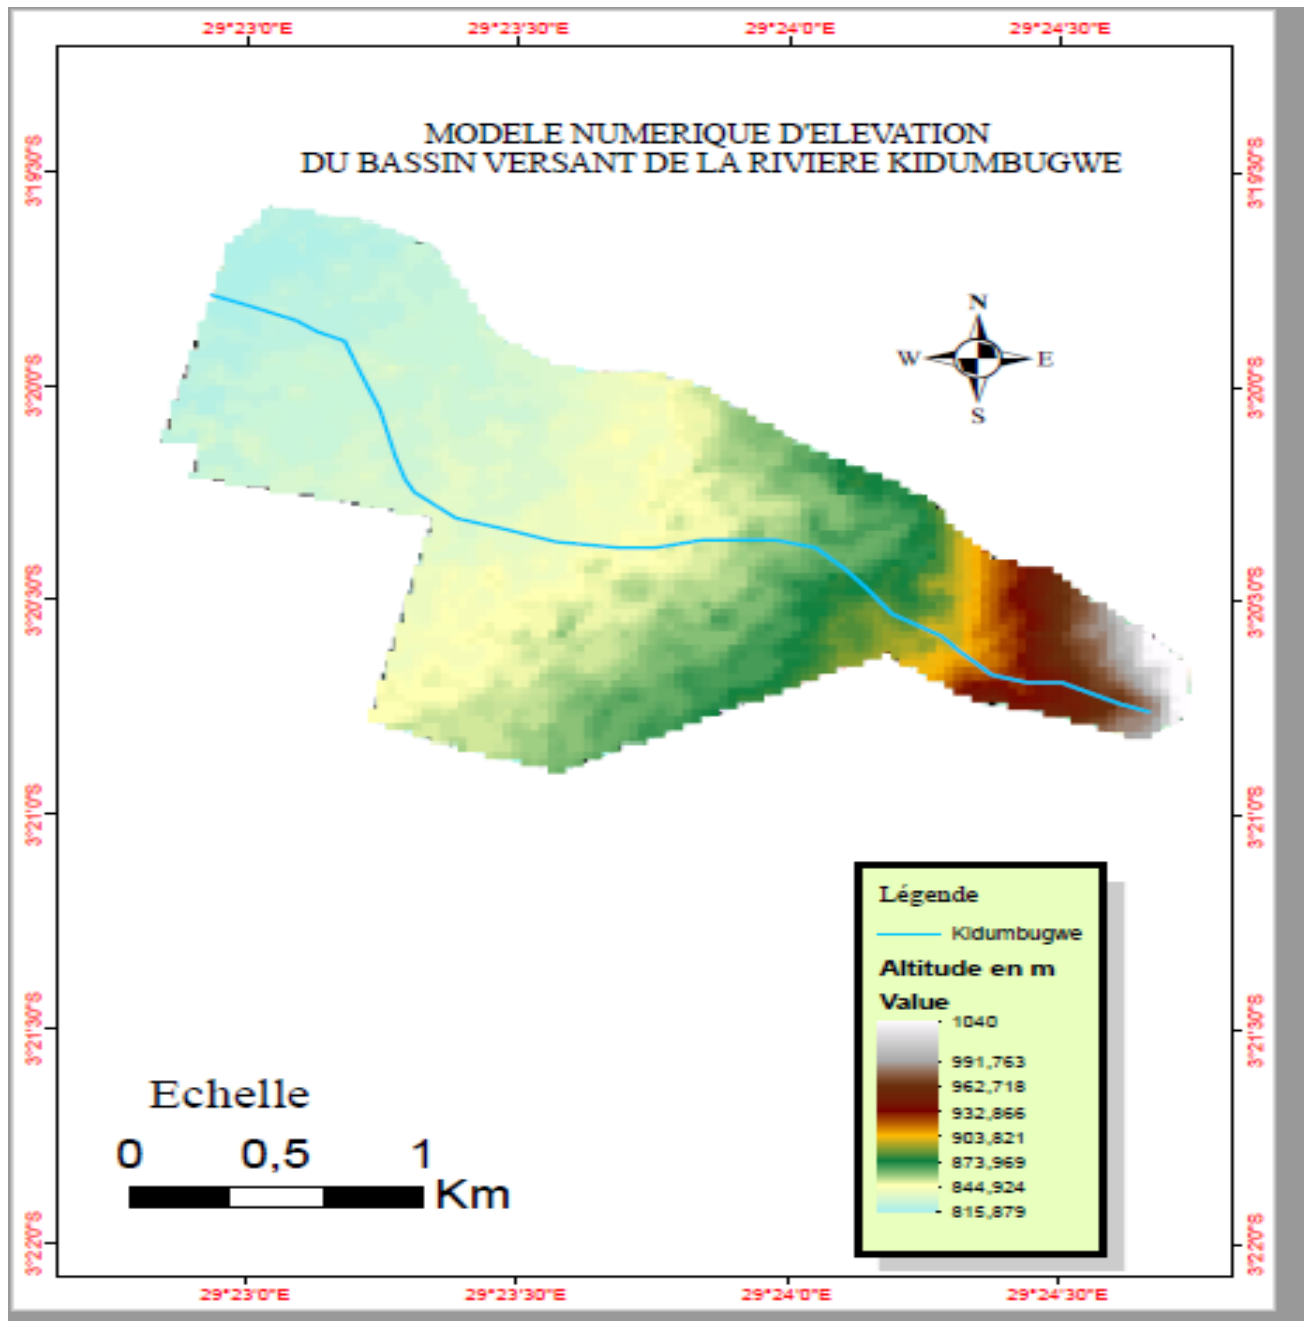 29°23'0"E 29°23'30"E 29°24'0"E 29°24'30"E
MODELE NUMERIQUE D'ELEVATION
DU BASSIN VERSANT DE LA RIVIERE KIDUMBUGWE
3°19'30"S 3°19'30"S
N
W E
S
3°20'0"S 3°20'0"S
3°20'30"S 3°20'30"S
3°21'0"S 3°21'0"S
Légende
Kidumbugwe
Altitude en m
Value
1040
991,763
962,718
932,866
903,821
873,969
844,924
815,879
3°21'30"S 3°21'30"S
Echelle
0 0,5 1
Km
3°22'0"S 3°22'0"S
29°23'0"E 29°23'30"E 29°24'0"E 29°24'30"E